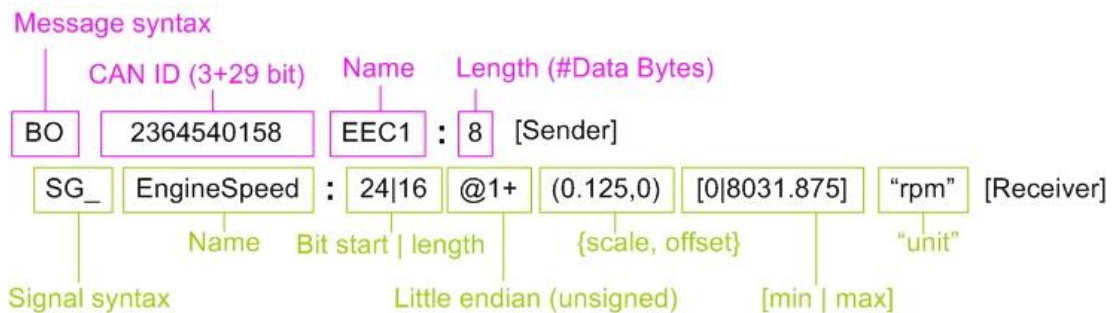 Message syntax
CAN ID (3+29 bit) Name Length (#Data Bytes)
BO 2364540158 EEC1 : 8 [Sender]
SG_ EngineSpeed : 24|16 @1+ (0.125,0) [0|8031.875] “rpm” [Receiver]
Name Bit start | length {scale, offset} “unit”
Signal syntax Little endian (unsigned) [min | max]